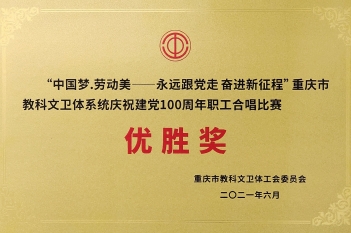 “中国梦.劳动美——永远跟党走 奋进新征程”重庆市
教科文卫体系统庆祝建党100周年职工合唱比赛
优胜奖
重庆市教科文卫体工会委员会
二〇二一年六月